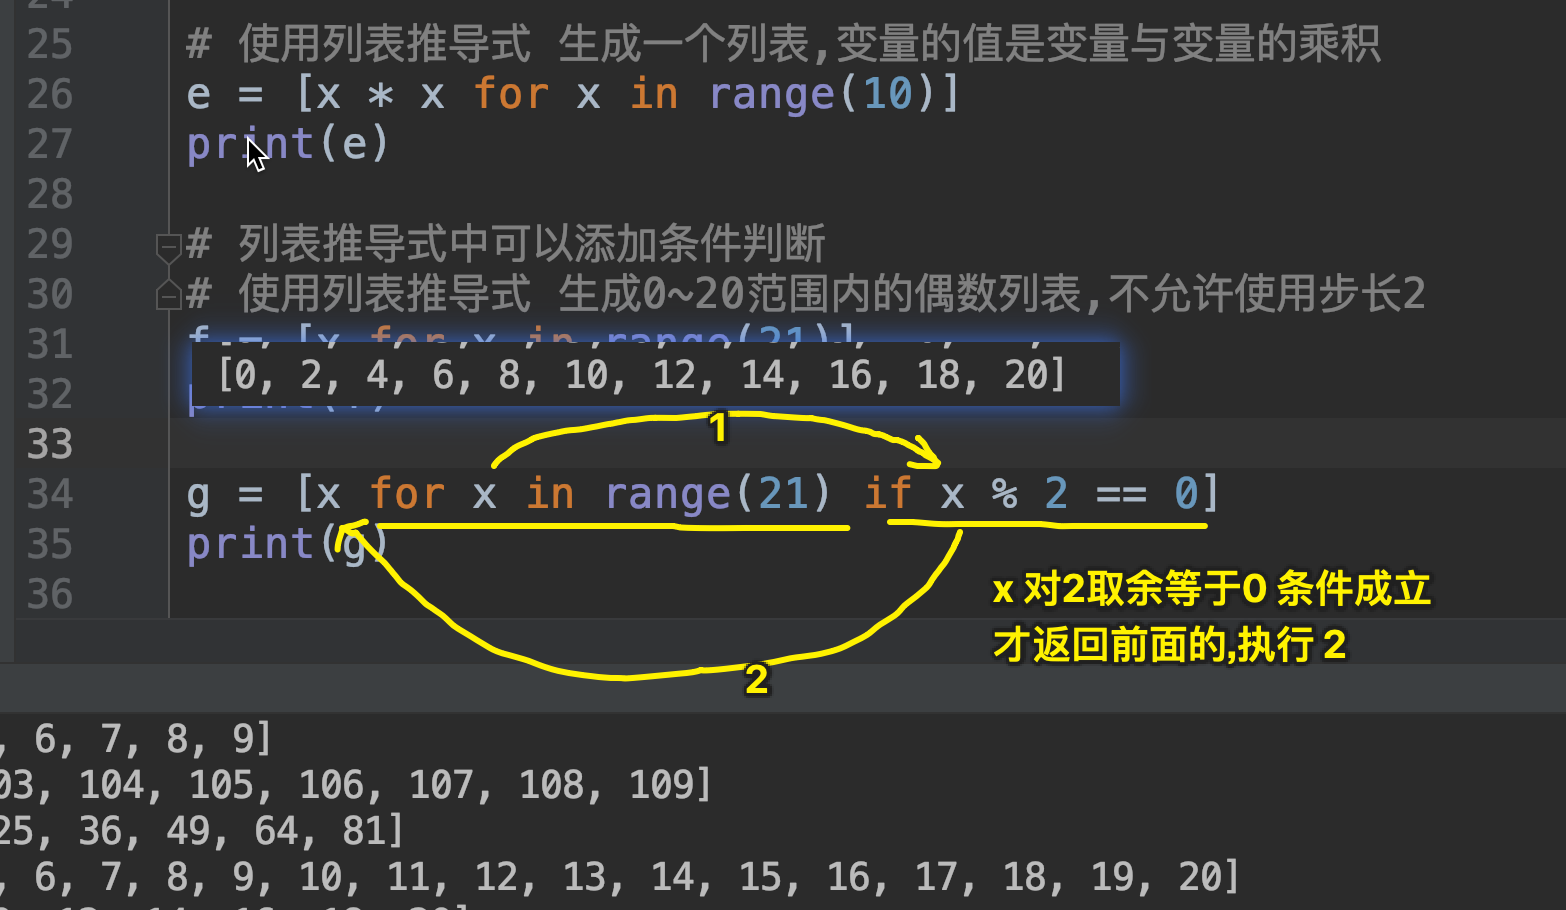 25 # 使用列表推导式 生成一个列表,变量的值是变量与变量的乘积
26 e = [x * x for x in range(10)]
27 print(e)
28
29 # 列表推导式中可以添加条件判断
30 # 使用列表推导式 生成0~20范围内的偶数列表,不允许使用步长2
31 f = [x for x in range(21)]
[0, 2, 4, 6, 8, 10, 12, 14, 16, 18, 20]
32
1
33
34 g = [x for x in range(21) if x % 2 == 0]
35 print(g)
36
x 对2取余等于0 条件成立
才返回前面的,执行 2
2
, 6, 7, 8, 9]
03, 104, 105, 106, 107, 108, 109]
25, 36, 49, 64, 81]
, 6, 7, 8, 9, 10, 11, 12, 13, 14, 15, 16, 17, 18, 19, 20]